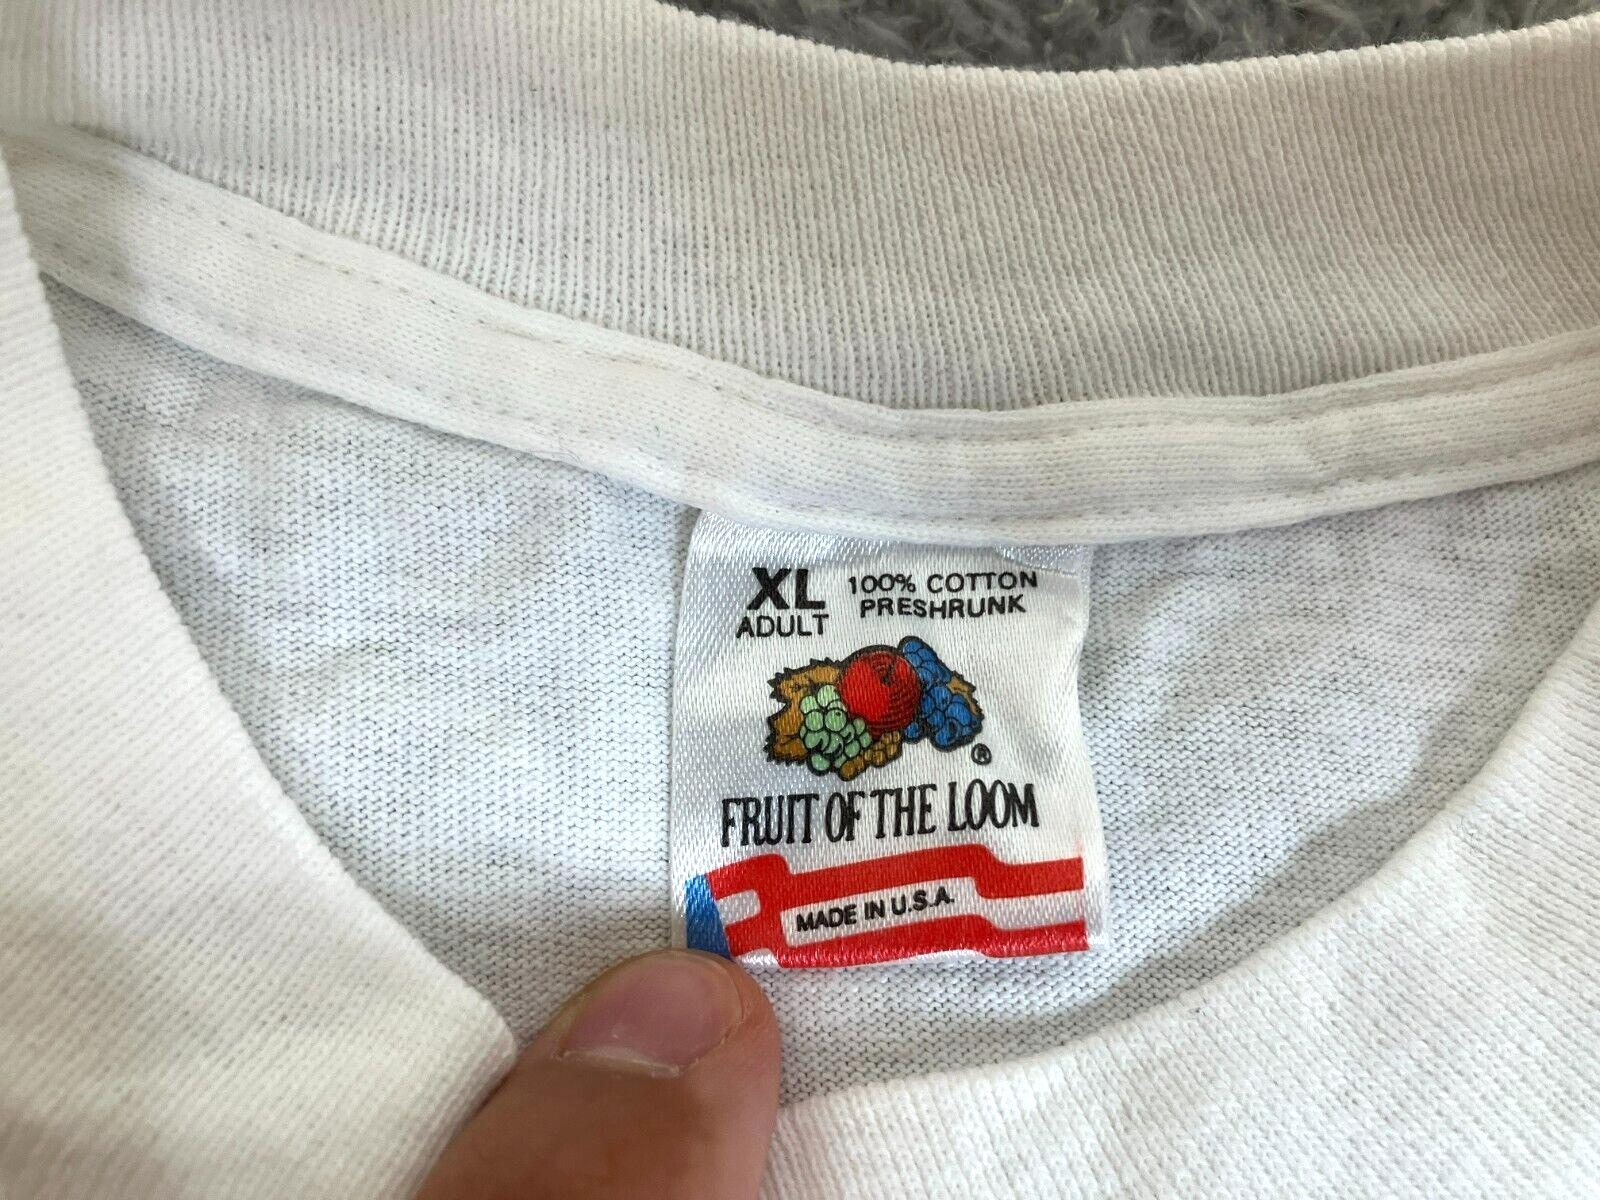 XL
ADULT
100% COTTON
PRESHRUNK
®
FRUIT OF THE LOOM
MADE IN U.S.A.